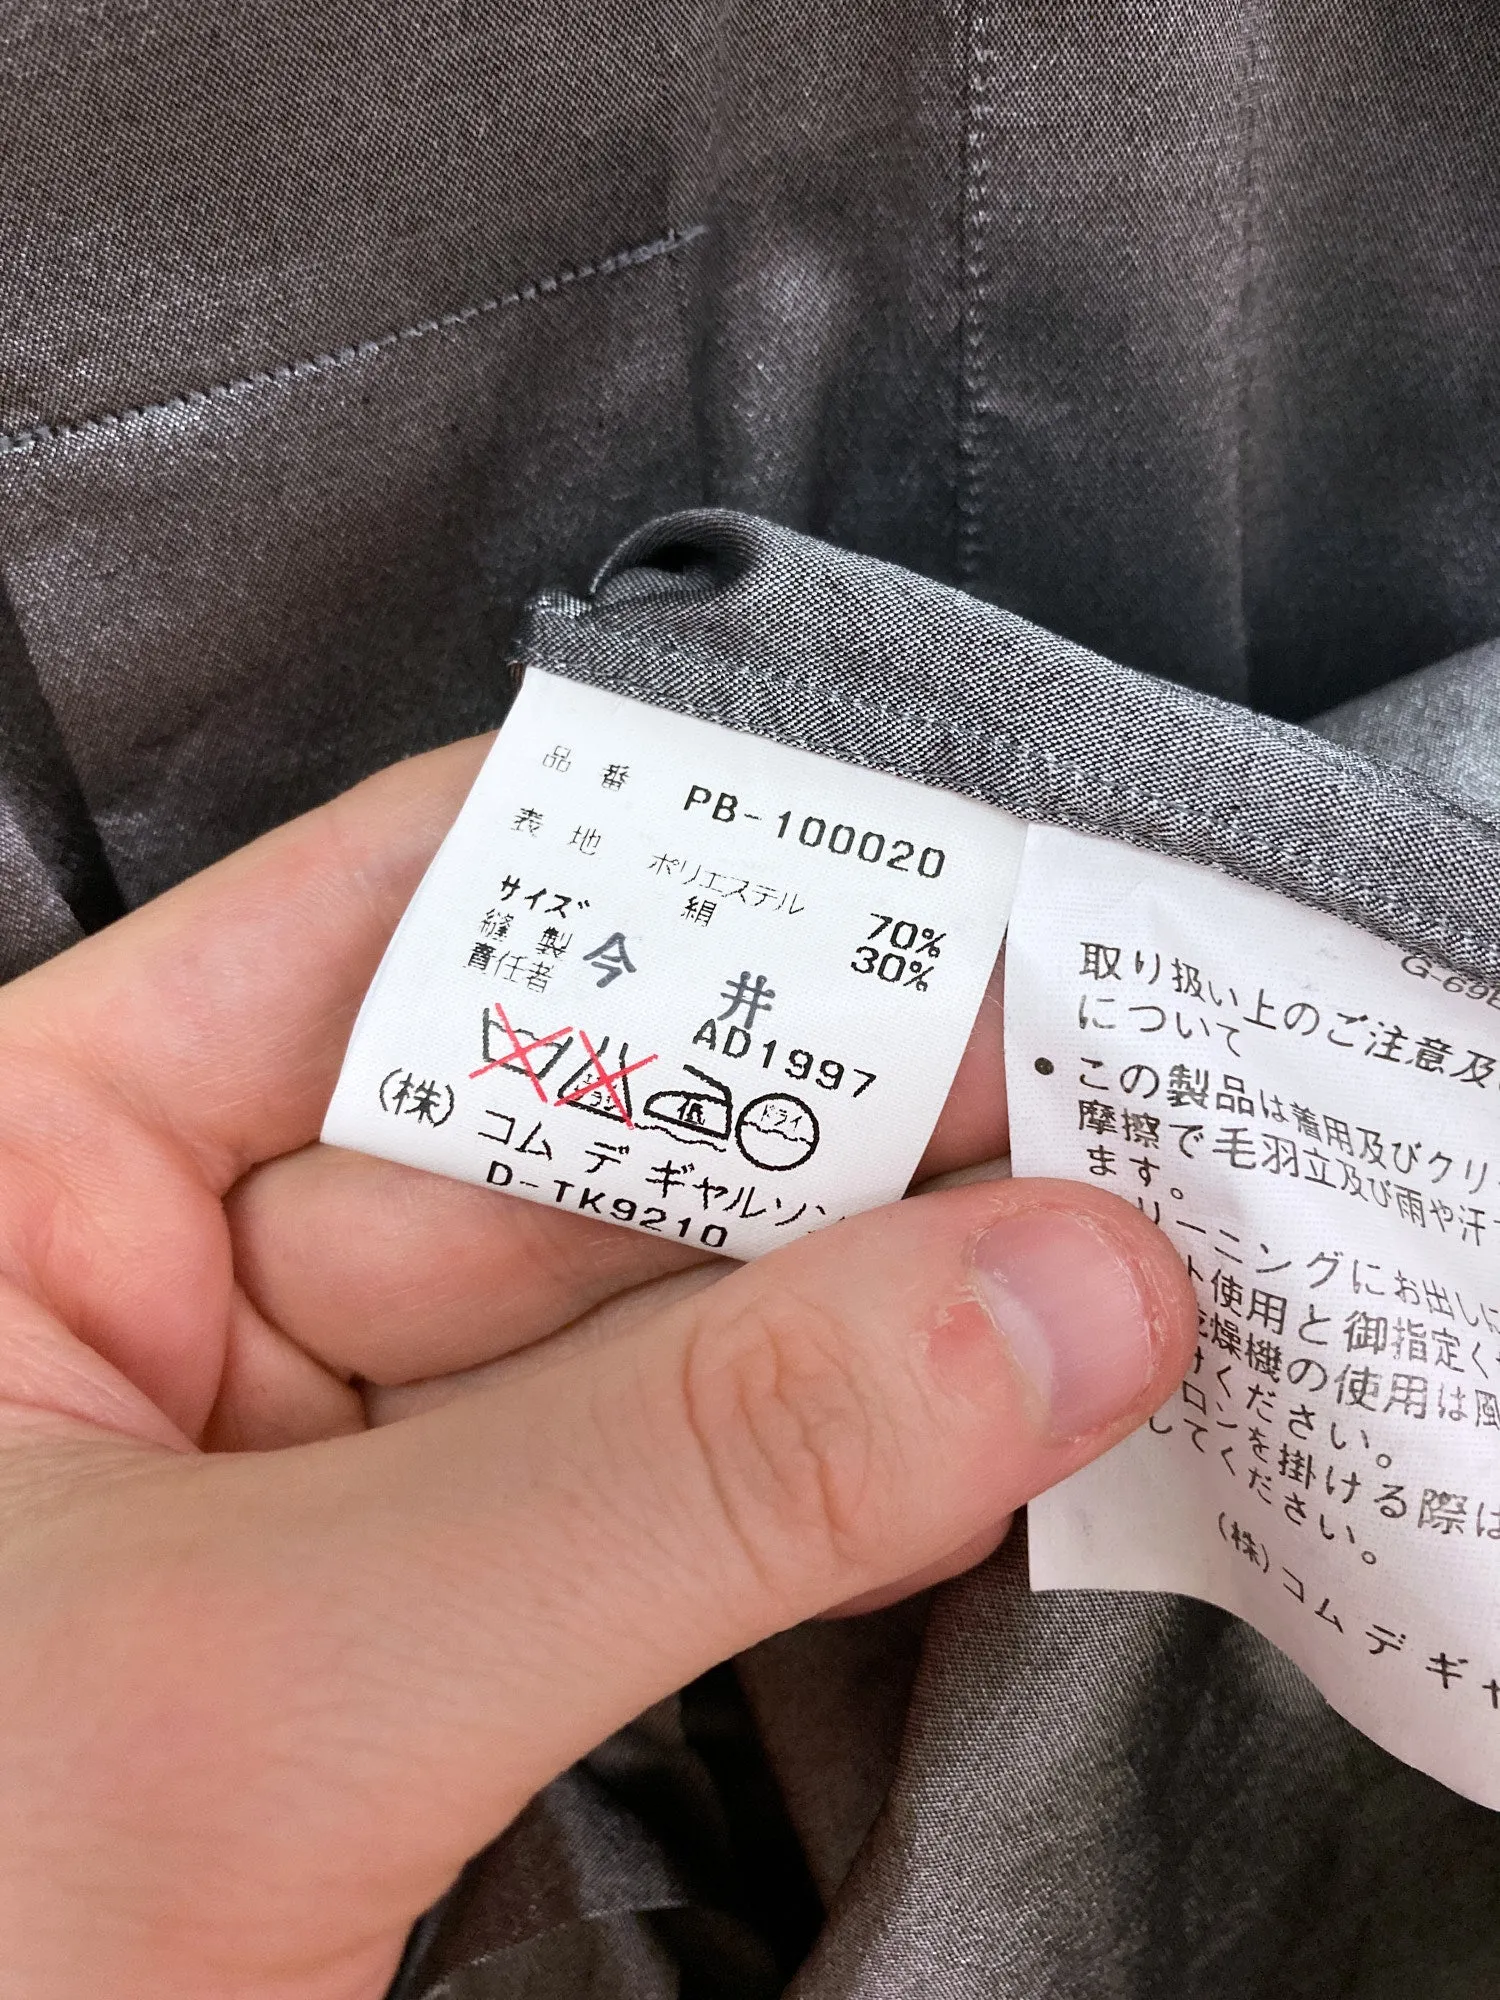 品番 PB-100020
表地 ポリエステル 70%
絹 30%
サイズ
縫製
責任者 今 井
AD1997
エンソ
サラシ
低
ドライ
(株) コム デ ギャルソン
D-TK9210
G-69
取り扱い上のご注意及
について
● この製品は着用及びクリ
摩擦で毛羽立及び雨や汗
ます。
リーニングにお出し
ト使用と御指定く
乾燥機の使用は風
けください。
ロンを掛ける際は
してください。
(株) コム デ ギャ